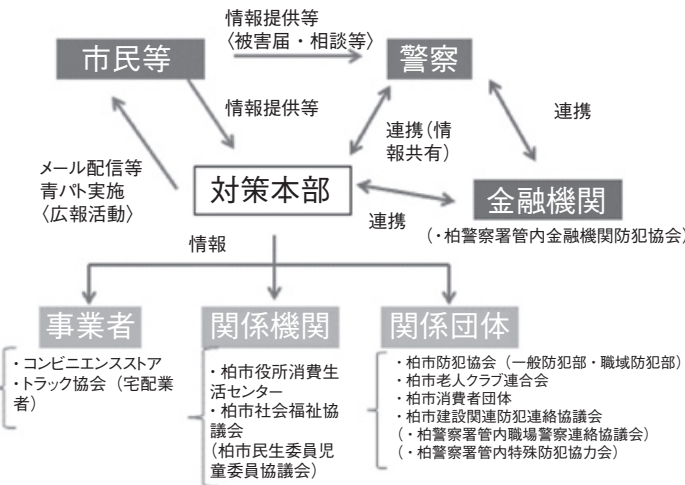 情報提供等
〈被害届・相談等〉
市民等
警察
情報提供等
連携(情
報共有)
連携
メール配信等
青パト実施
〈広報活動〉
対策本部
金融機関
連携
(・柏警察署管内金融機関防犯協会)
情報
事業者
関係機関
関係団体
・コンビニエンスストア
・トラック協会（宅配業
者）
・柏市役所消費生
活センター
・柏市社会福祉協
議会
(柏市民生委員児
童委員協議会)
・柏市防犯協会（一般防犯部・職域防犯部）
・柏市老人クラブ連合会
・柏市消費者団体
・柏市建設関連防犯連絡協議会
(・柏警察署管内職場警察連絡協議会)
(・柏警察署管内特殊防犯協力会)